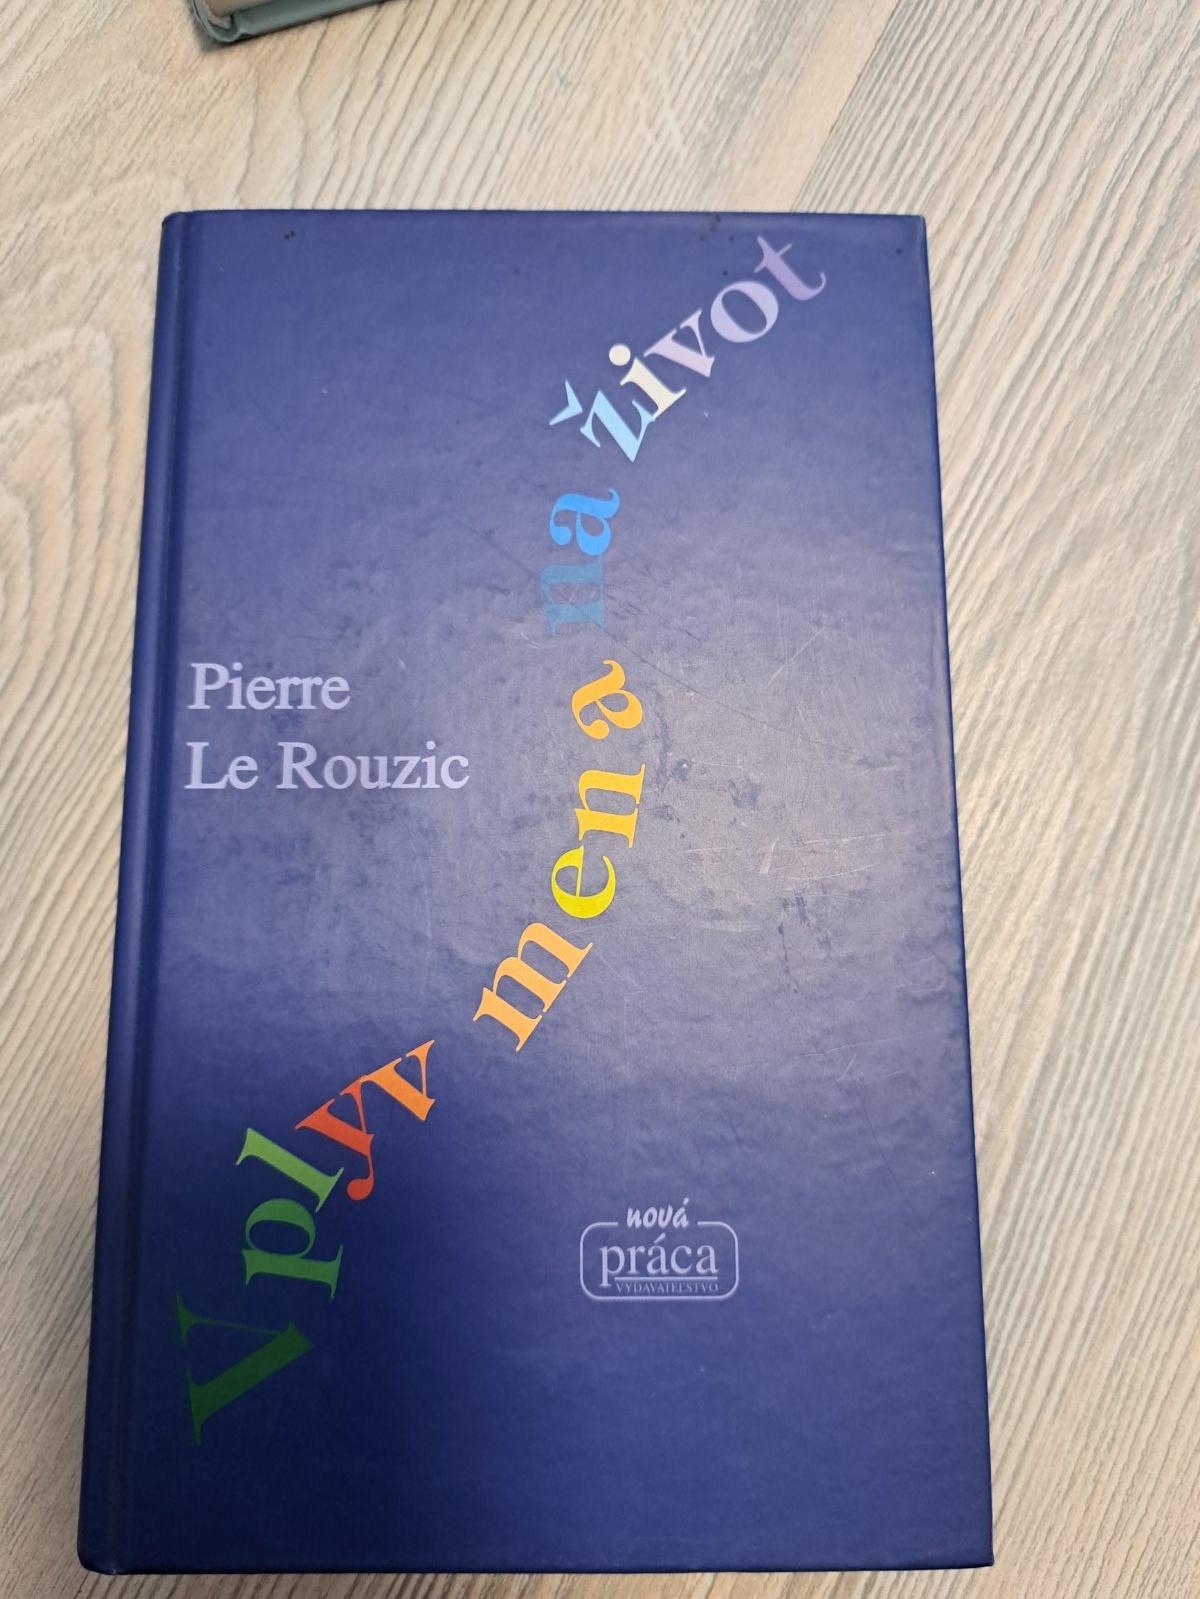 Vplyv mena na život
Pierre
Le Rouzic
nová
práca
VYDAVATEĽSTVO